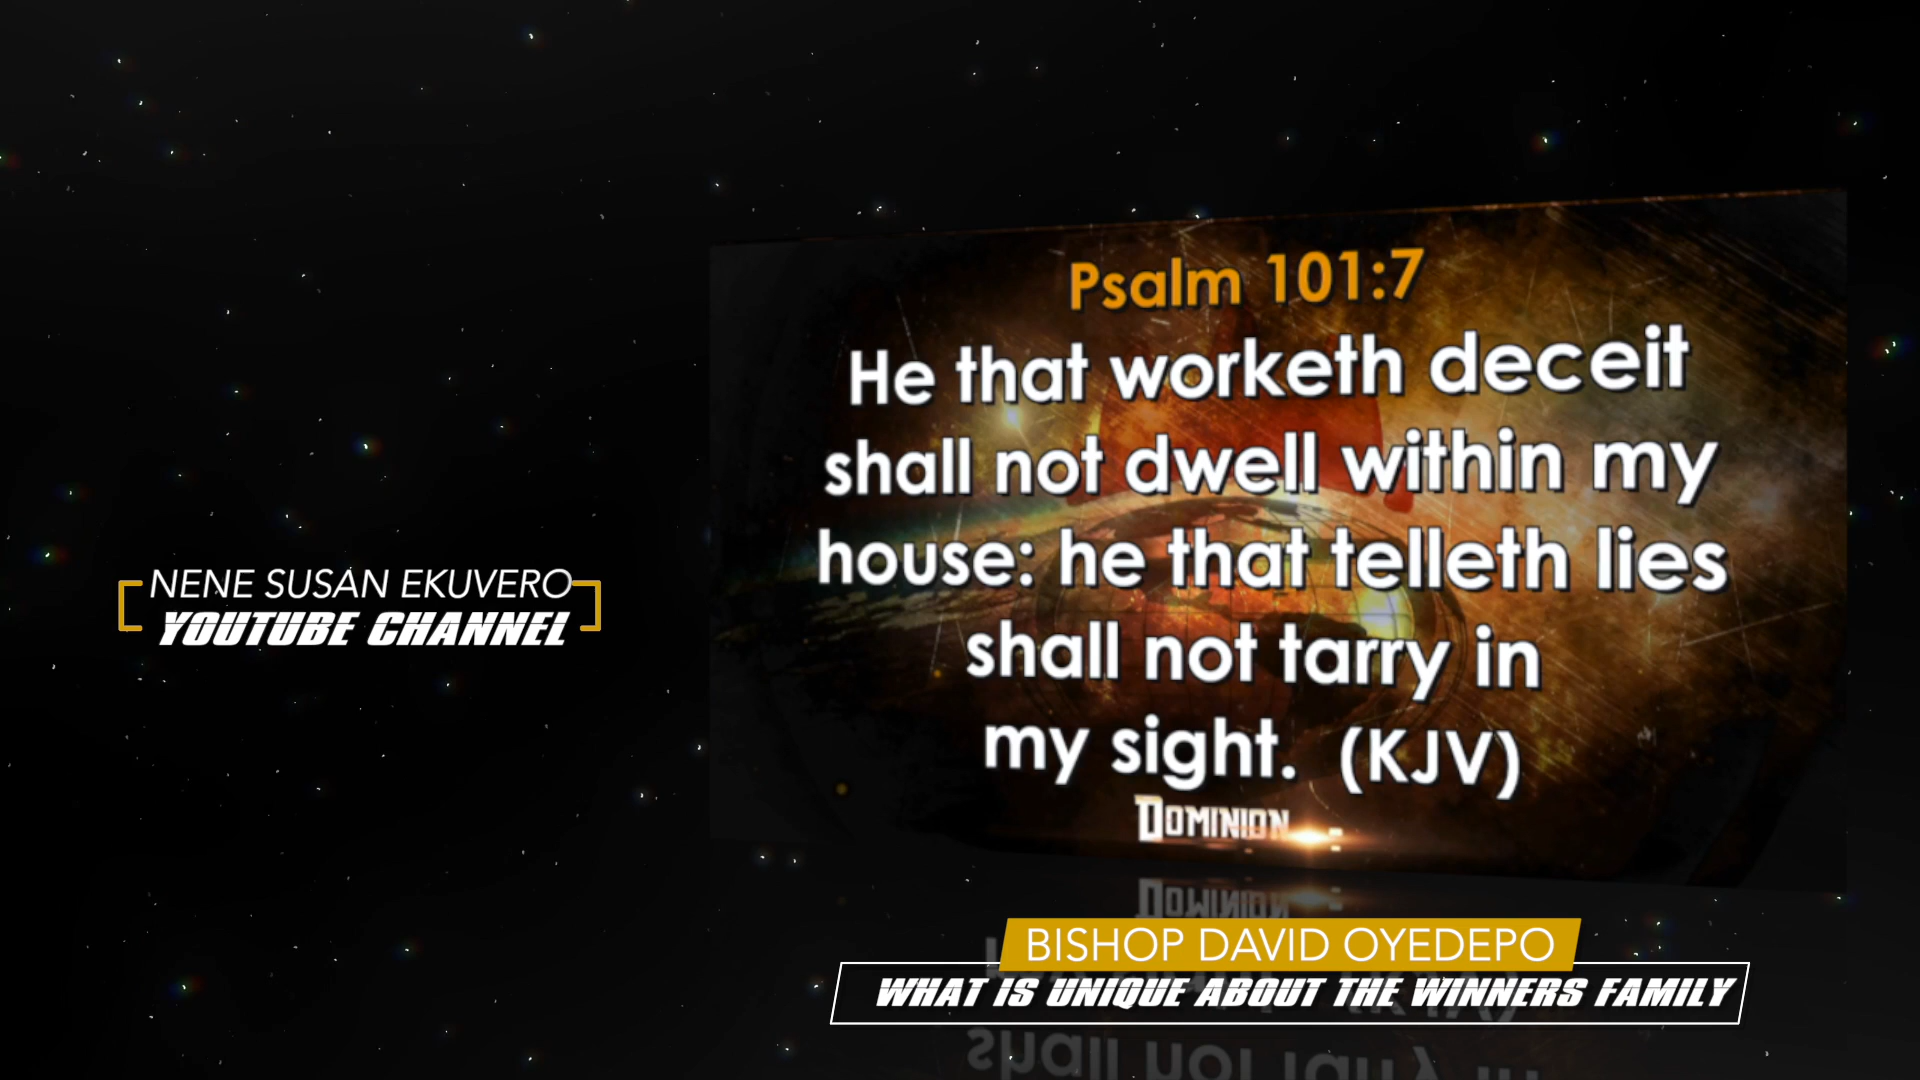 Psalm 101:7
He that worketh deceit
shall not dwell within my
house: he that telleth lies
shall not tarry in
my sight. (KJV)
DOMINION
NENE SUSAN EKUVERO
YOUTUBE CHANNEL
BISHOP DAVID OYEDEPO
WHAT IS UNIQUE ABOUT THE WINNERS FAMILY